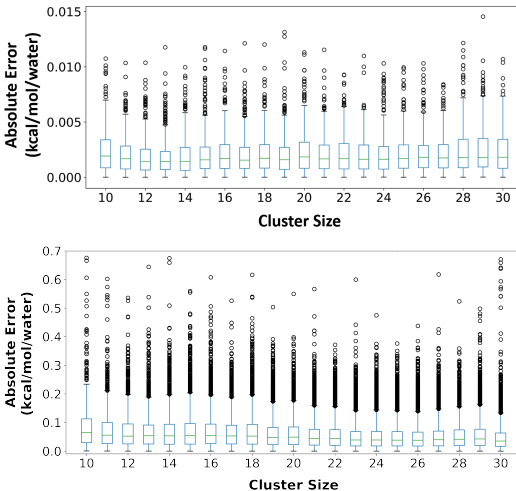 0.015
0.010
0.005
0.000
Absolute Error
(kcal/mol/water)
10 12 14 16 18 20 22 24 26 28 30
Cluster Size
0.7
0.6
0.5
0.4
0.3
0.2
0.1
0.0
Absolute Error
(kcal/mol/water)
10 12 14 16 18 20 22 24 26 28 30
Cluster Size